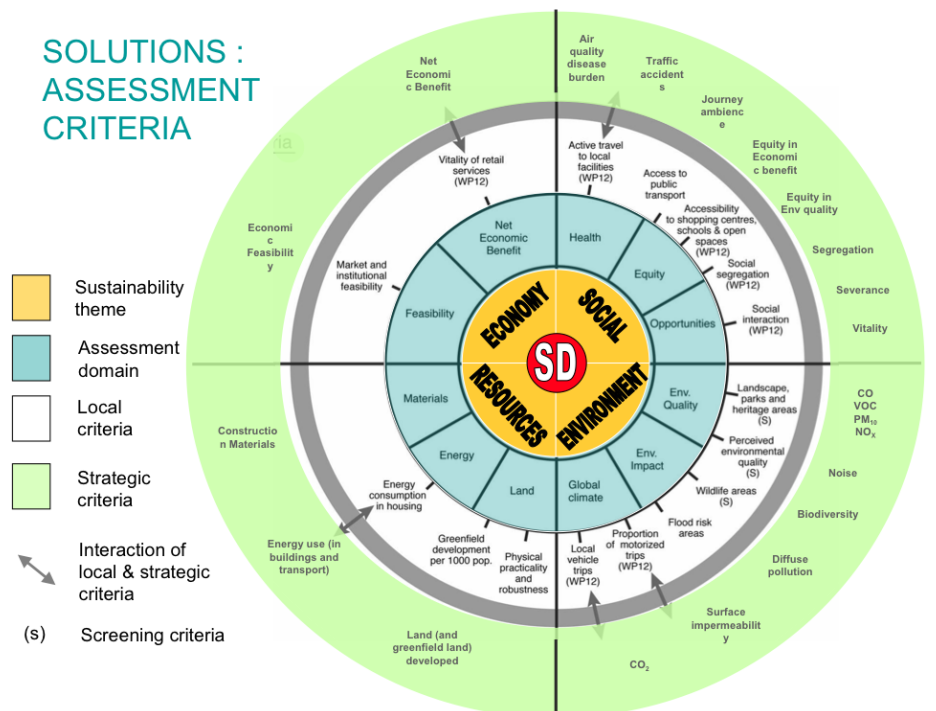 SOLUTIONS :
ASSESSMENT
CRITERIA
ria
Sustainability
theme
Assessment
domain
Local
criteria
Strategic
criteria
Interaction of
local & strategic
criteria
(s)
Screening criteria
Net
Economi
c Benefit
Economi
c
Feasibilit
y
Constructio
n Materials
Energy use (in
buildings and
transport)
Land (and
greenfield land)
developed
Air
quality
disease
burden
Traffic
accident
s
Journey
ambienc
e
Equity in
Economi
c benefit
Equity in
Env quality
Segregation
Severance
Vitality
CO
VOC
PM₁₀
NOₓ
Noise
Biodiversity
Diffuse
pollution
Surface
impermeabilit
y
CO₂
Vitality of retail
services
(WP12)
Market and
institutional
feasibility
Energy
consumption
in housing
Greenfield
development
per 1000 pop.
Physical
practicality
and
robustness
Active travel
to local
facilities
(WP12)
Access to
public
transport
Accessibility
to shopping centres,
schools & open
spaces
(WP12)
Social
segregation
(WP12)
Social
interaction
(WP12)
Landscape,
parks and
heritage areas
(S)
Perceived
environmental
quality (S)
Wildlife areas
(S)
Flood risk
areas
Proportion
of motorized
trips
(WP12)
Local
vehicle
trips
(WP12)
Net
Economic
Benefit
Feasibility
Materials
Energy
Land
Health
Equity
Opportunities
Env.
Quality
Env.
Impact
Global
climate
ECONOMY
SOCIAL
SD
RESOURCES
ENVIRONMENT